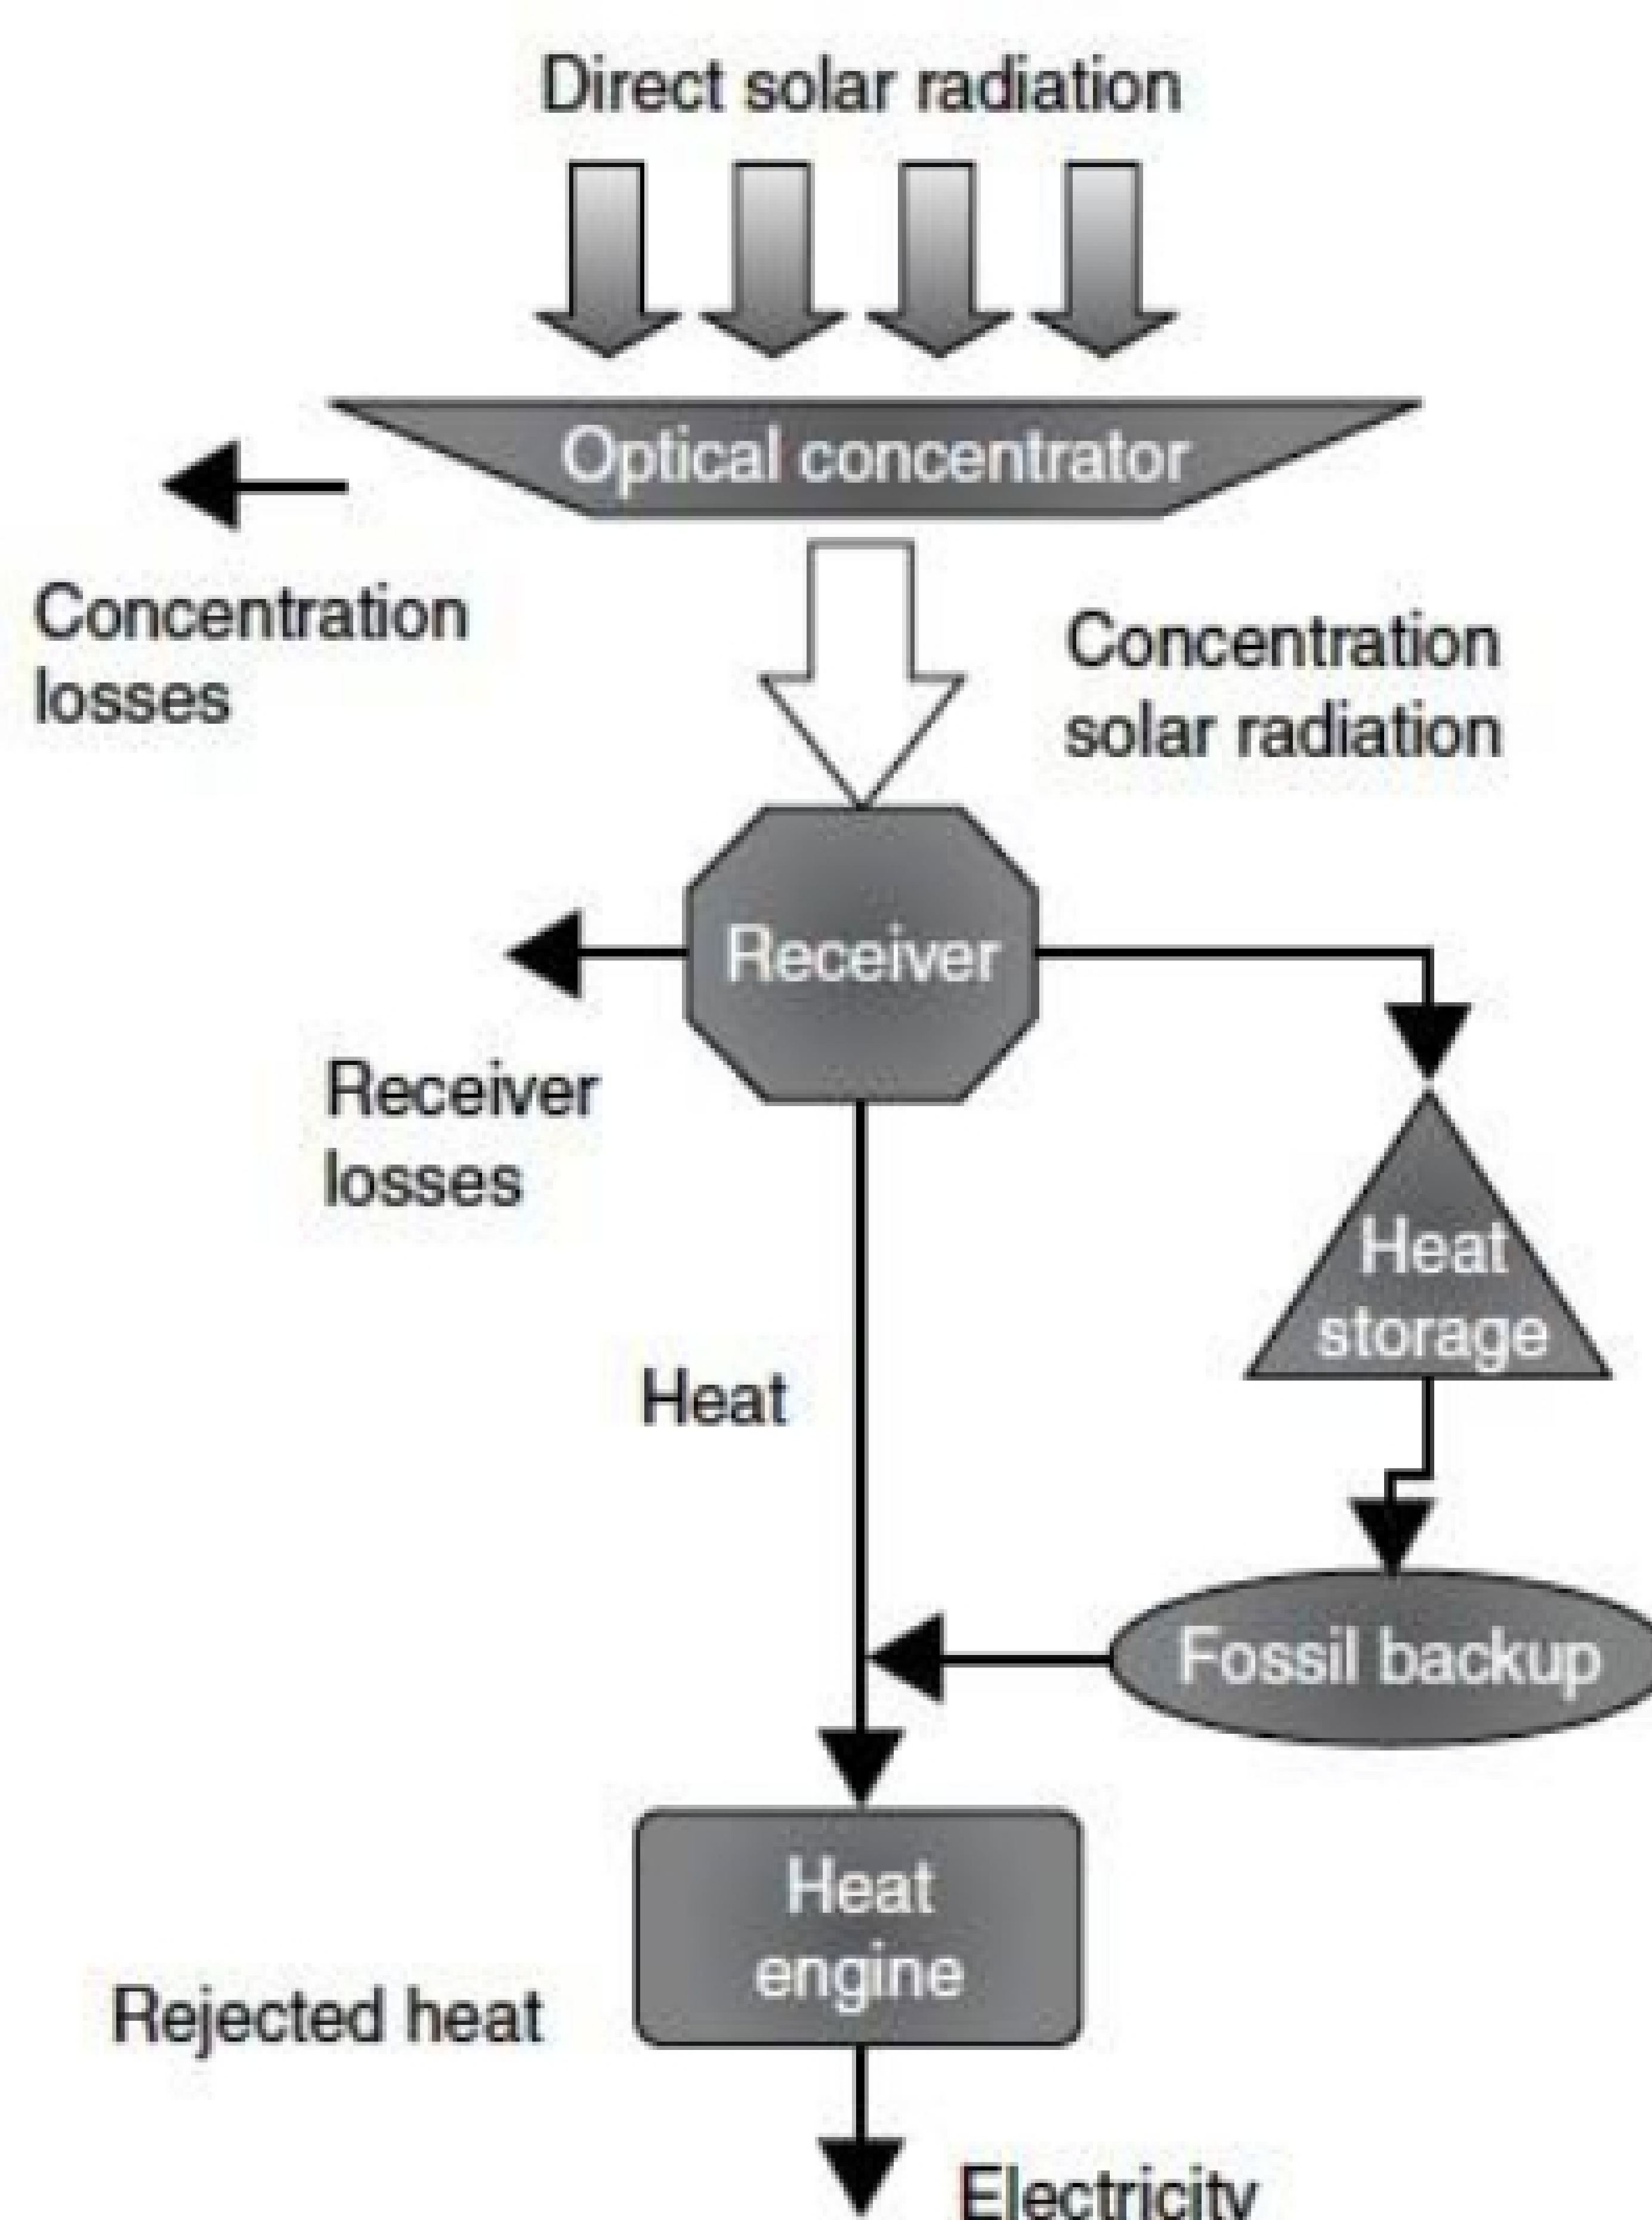 Direct solar radiation
Optical concentrator
Concentration
losses
Concentration
solar radiation
Receiver
Receiver
losses
Heat
storage
Heat
Fossil backup
Heat
engine
Rejected heat
Electricity